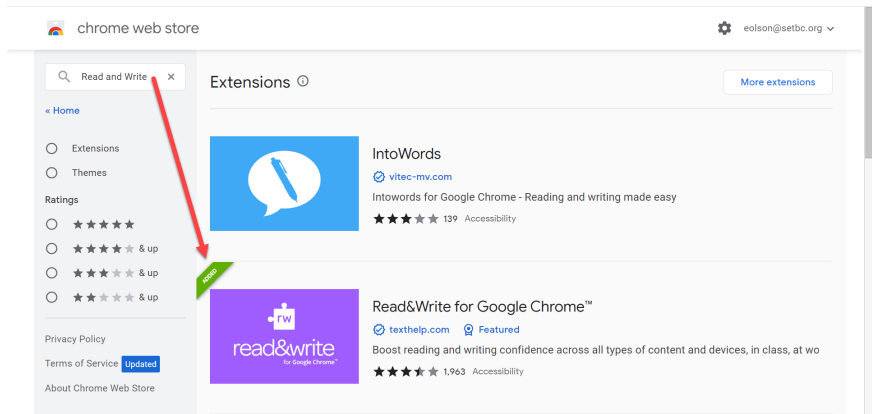 chrome web store
eolson@setbc.org
Read and Write
« Home
Extensions
Themes
Ratings
& up
& up
& up
Privacy Policy
Terms of Service Updated
About Chrome Web Store
Extensions
More extensions
IntoWords
vitec-mv.com
Intowords for Google Chrome - Reading and writing made easy
139 Accessibility
ADDED
rw
read&write
for Google Chrome™
Read&Write for Google Chrome™
texthelp.com Featured
Boost reading and writing confidence across all types of content and devices, in class, at wo
1,963 Accessibility